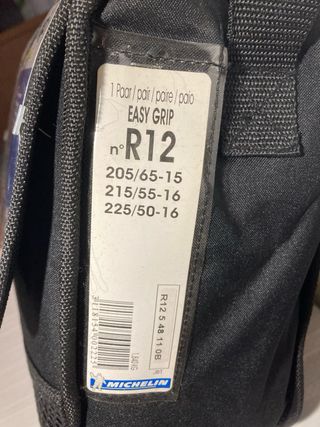 1 Paar / pair / paire / paio
EASY GRIP
n° R12
205/65-15
215/55-16
225/50-16
R12 5 48 11 0B
MICHELIN